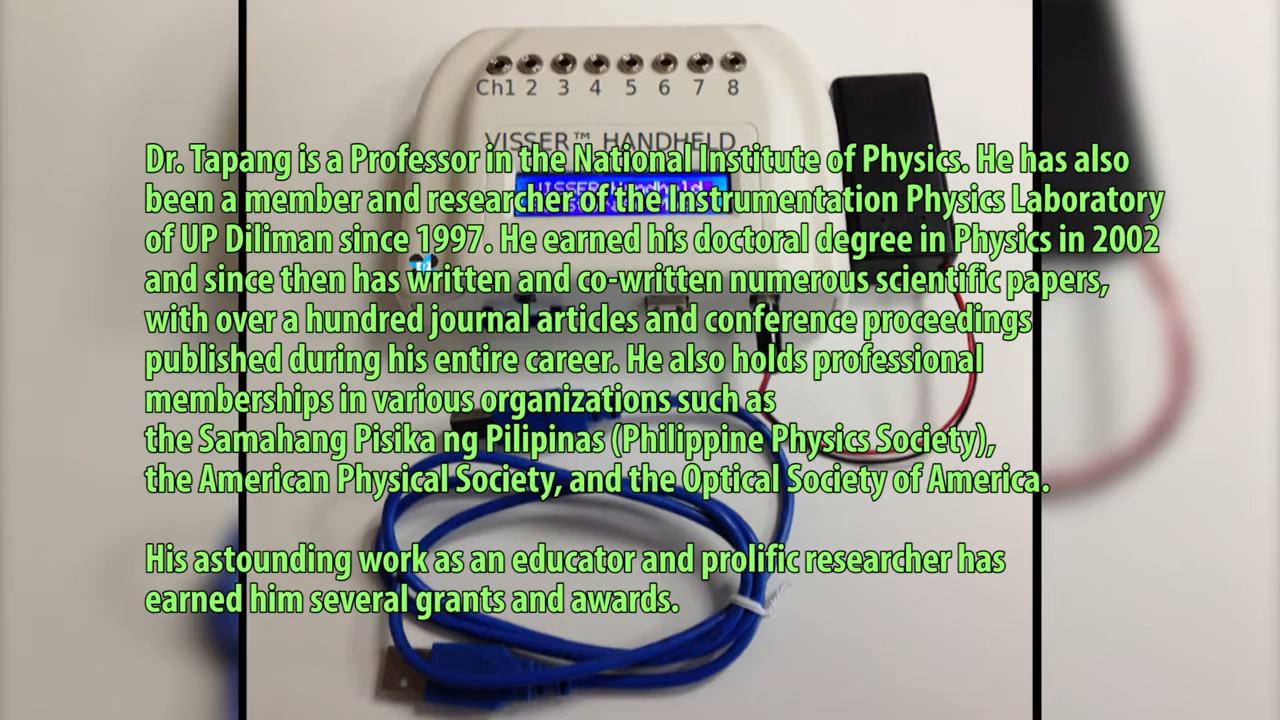 Ch1 2 3 4 5 6 7 8
VISSER™ HANDHELD
Dr. Tapang is a Professor in the National Institute of Physics. He has also
been a member and researcher of the Instrumentation Physics Laboratory
of UP Diliman since 1997. He earned his doctoral degree in Physics in 2002
and since then has written and co-written numerous scientific papers,
with over a hundred journal articles and conference proceedings
published during his entire career. He also holds professional
memberships in various organizations such as
the Samahang Pisika ng Pilipinas (Philippine Physics Society),
the American Physical Society, and the Optical Society of America.
His astounding work as an educator and prolific researcher has
earned him several grants and awards.